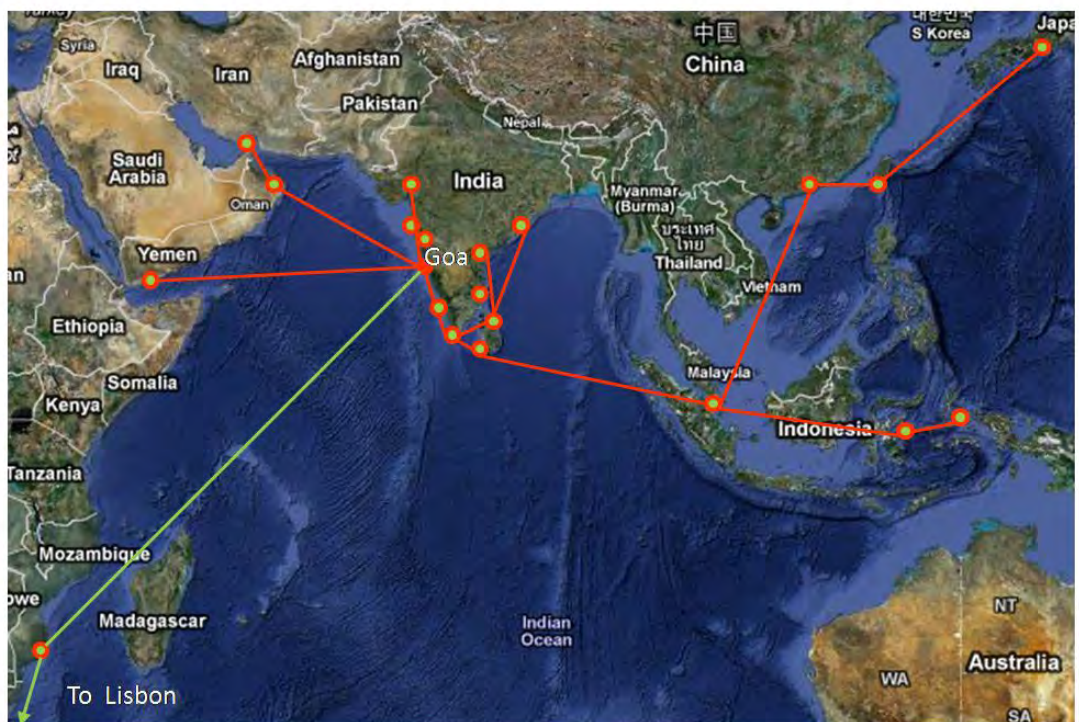 Turkey
Syria
Iraq
Iran
Afghanistan
Pakistan
Nepal
中国
China
대한민국
S Korea
Japa
Saudi
Arabia
Oman
India
Myanmar
(Burma)
ประเทศ
ไทย
Thailand
Vietnam
Yemen
Goa
Ethiopia
Somalia
Kenya
Malaysia
Indonesia
Tanzania
Mozambique
Madagascar
Indian
Ocean
NT
Australia
WA
SA
To Lisbon